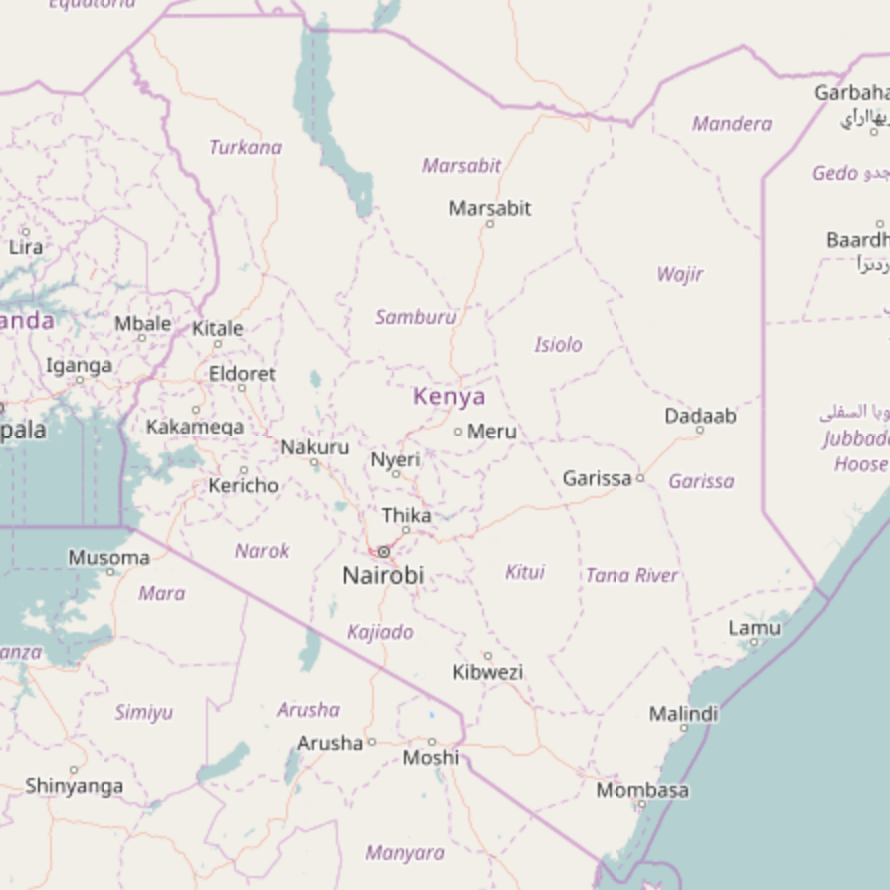 Equatoria
Garbaha
Mandera
Turkana
Marsabit
Gedo جدو
Marsabit
Lira
Baardh
Wajir
anda
Mbale
Kitale
Samburu
Isiolo
Iganga
Eldoret
Kenya
pala
Kakamega
Dadaab
وبا السفلى
Jubbada
Hoose
Nakuru
Meru
Nyeri
Kericho
Garissa
Garissa
Thika
Musoma
Narok
Nairobi
Kitui
Tana River
Mara
Kajiado
Lamu
anza
Kibwezi
Simiyu
Arusha
Malindi
Arusha
Moshi
Shinyanga
Mombasa
Manyara